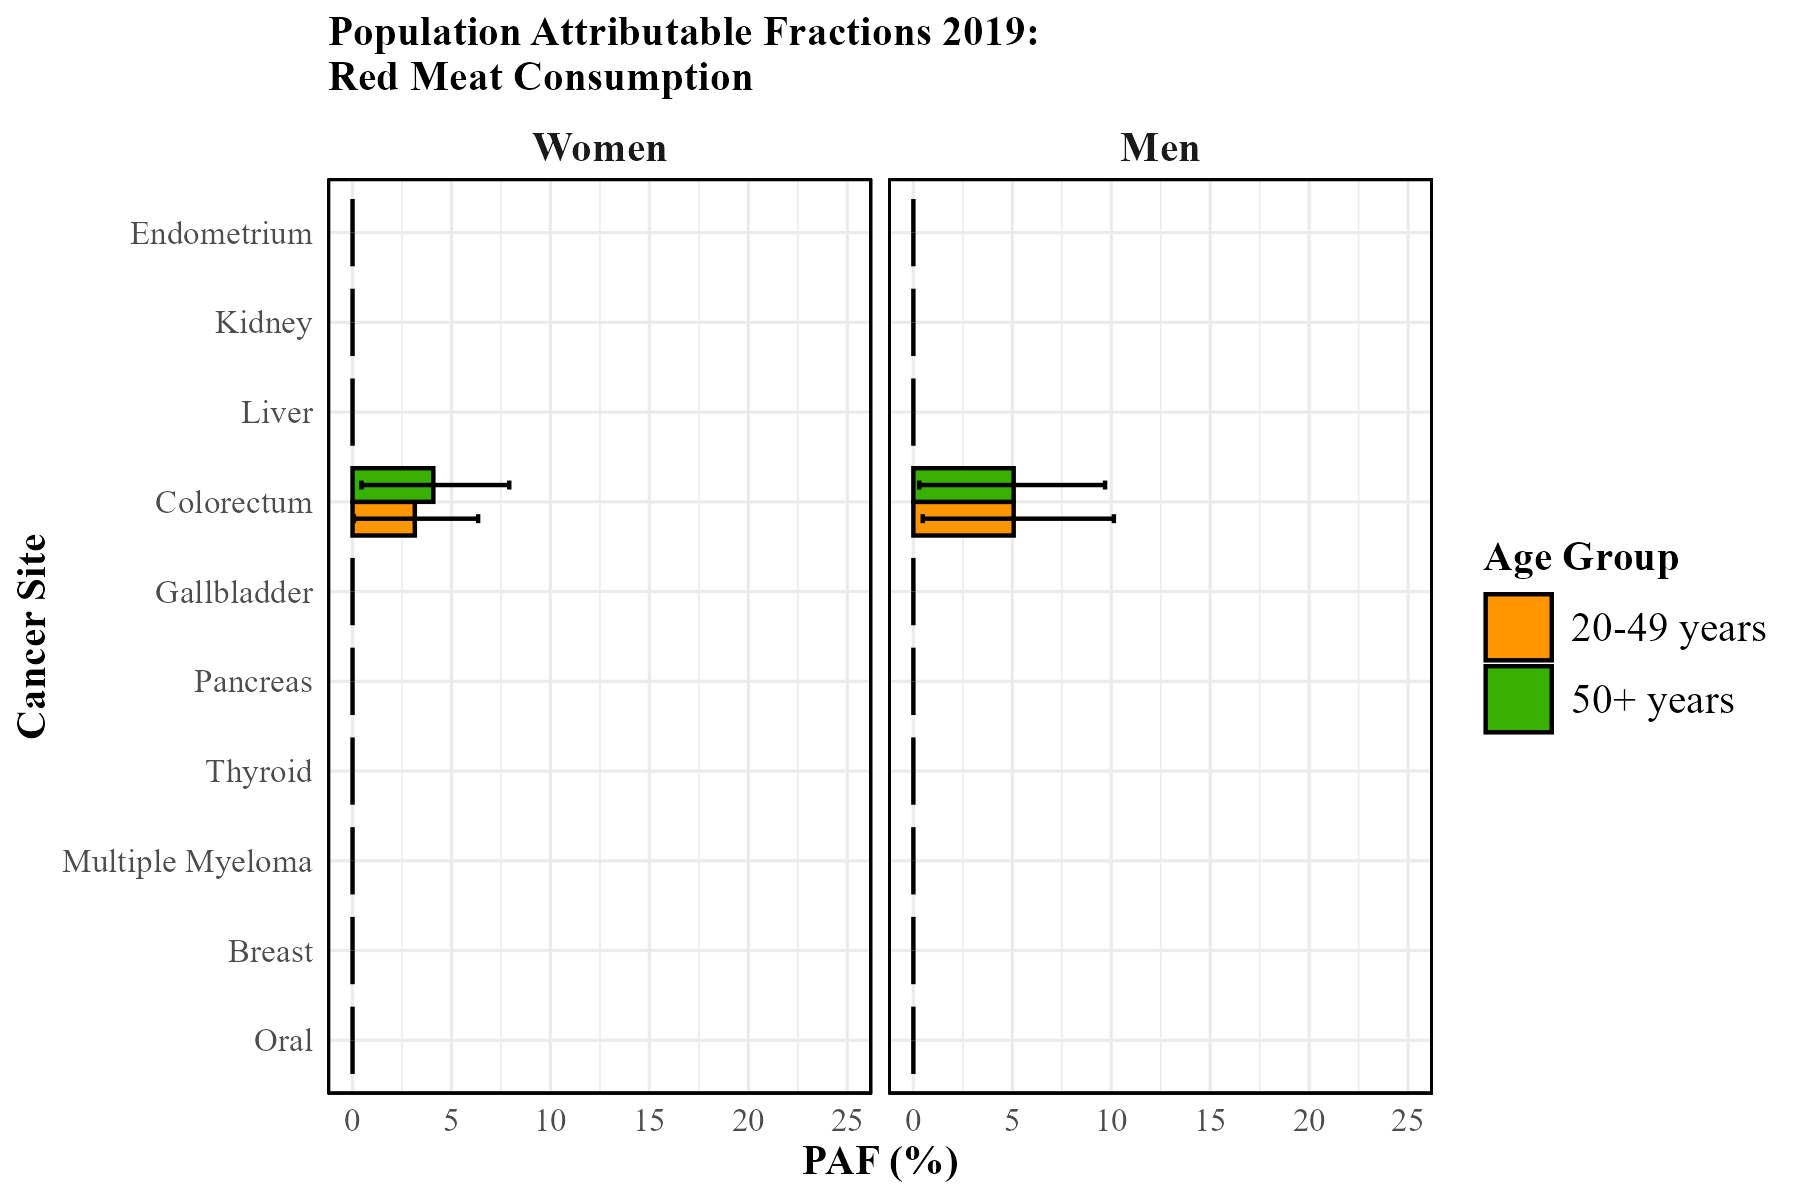 Population Attributable Fractions 2019:
Red Meat Consumption
Women
Men
Cancer Site
Endometrium
Kidney
Liver
Colorectum
Gallbladder
Pancreas
Thyroid
Multiple Myeloma
Breast
Oral
0 5 10 15 20 25
0 5 10 15 20 25
PAF (%)
Age Group
20-49 years
50+ years